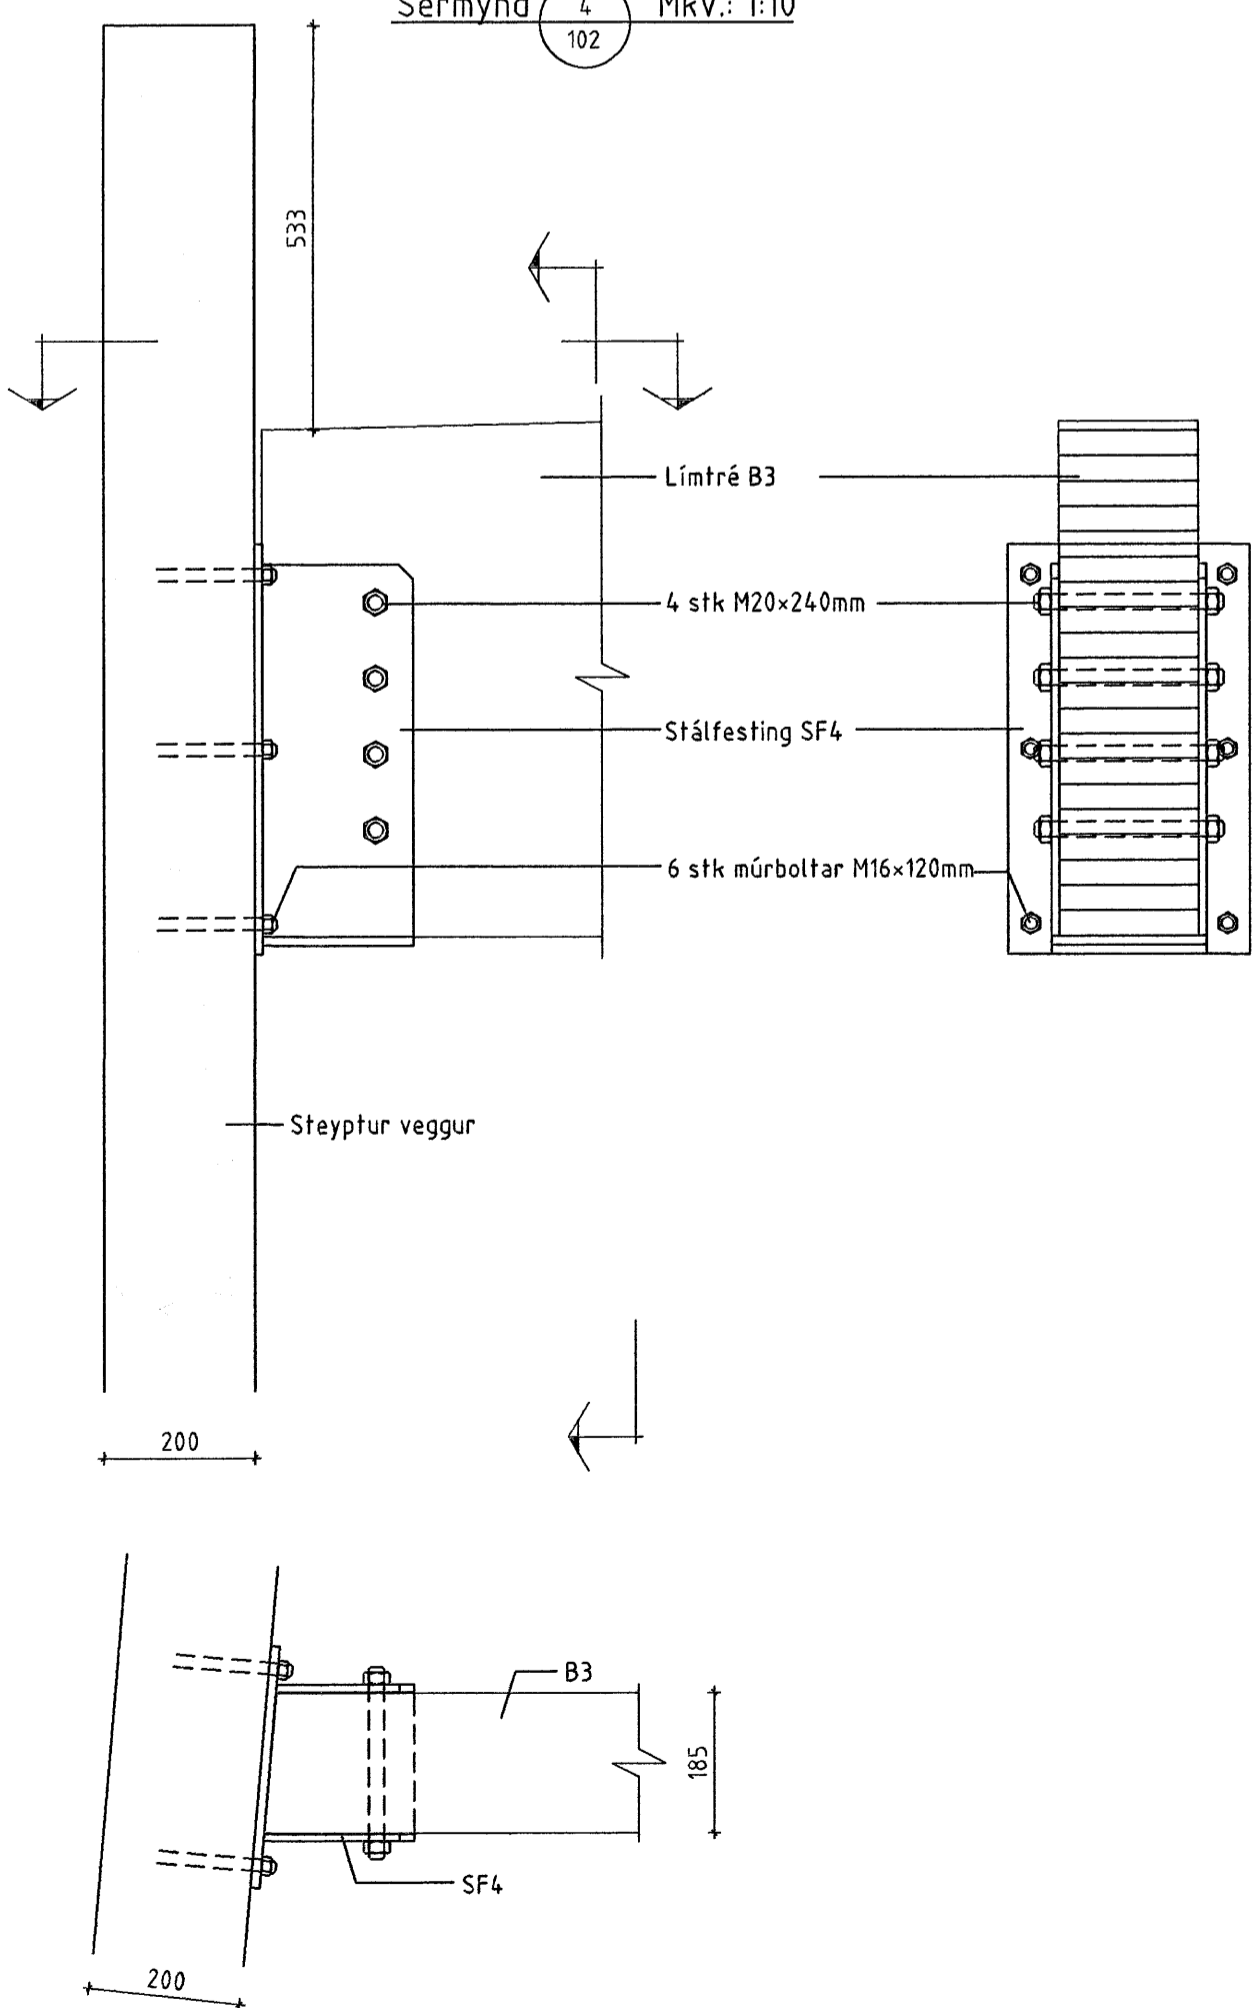 Sérmynd 4 Mkv.: 1:10
102
533
Límtré B3
4 stk M20×240mm
Stálfesting SF4
6 stk múrboltar M16×120mm
Steyptur veggur
200
B3
185
SF4
200